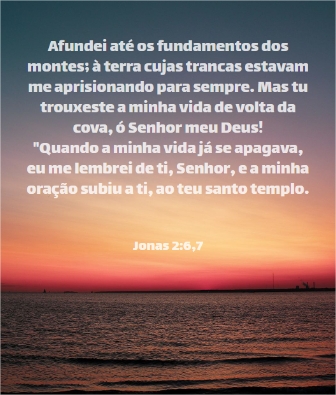 Afundei até os fundamentos dos
montes; à terra cujas trancas estavam
me aprisionando para sempre. Mas tu
trouxeste a minha vida de volta da
cova, ó Senhor meu Deus!
"Quando a minha vida já se apagava,
eu me lembrei de ti, Senhor, e a minha
oração subiu a ti, ao teu santo templo.
Jonas 2:6,7